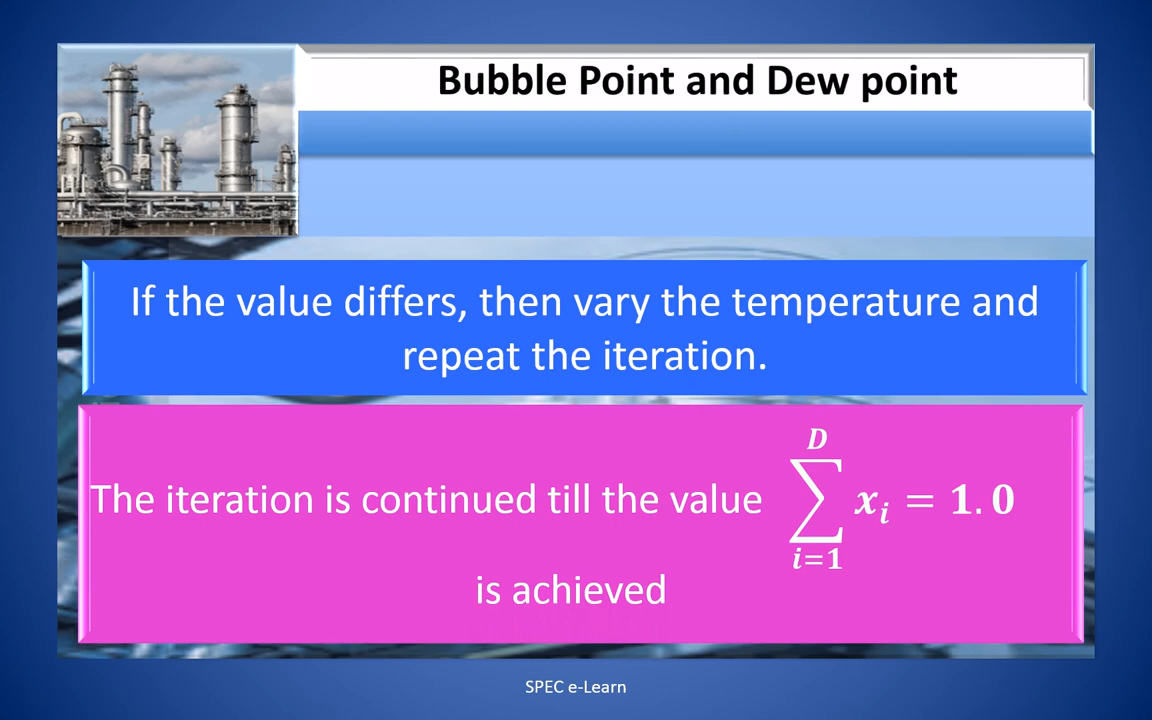 Bubble Point and Dew point
If the value differs, then vary the temperature and
repeat the iteration.
The iteration is continued till the value $\sum_{i=1}^{D} x_i = 1.0$
is achieved
SPEC e-Learn